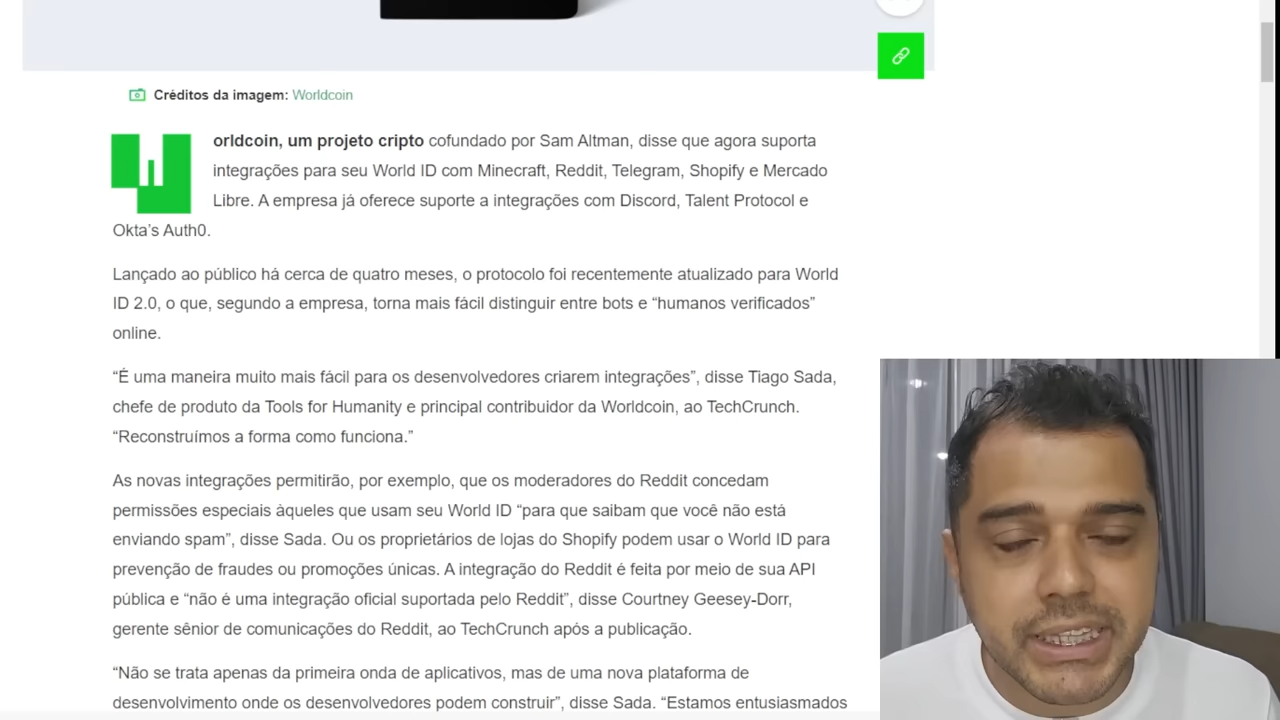 Créditos da imagem: Worldcoin
Worldcoin, um projeto cripto cofundado por Sam Altman, disse que agora suporta
integrações para seu World ID com Minecraft, Reddit, Telegram, Shopify e Mercado
Libre. A empresa já oferece suporte a integrações com Discord, Talent Protocol e
Okta’s Auth0.
Lançado ao público há cerca de quatro meses, o protocolo foi recentemente atualizado para World
ID 2.0, o que, segundo a empresa, torna mais fácil distinguir entre bots e “humanos verificados”
online.
“É uma maneira muito mais fácil para os desenvolvedores criarem integrações”, disse Tiago Sada,
chefe de produto da Tools for Humanity e principal contribuidor da Worldcoin, ao TechCrunch.
“Reconstruímos a forma como funciona.”
As novas integrações permitirão, por exemplo, que os moderadores do Reddit concedam
permissões especiais àqueles que usam seu World ID “para que saibam que você não está
enviando spam”, disse Sada. Ou os proprietários de lojas do Shopify podem usar o World ID para
prevenção de fraudes ou promoções únicas. A integração do Reddit é feita por meio de sua API
pública e “não é uma integração oficial suportada pelo Reddit”, disse Courtney Geesey-Dorr,
gerente sênior de comunicações do Reddit, ao TechCrunch após a publicação.
“Não se trata apenas da primeira onda de aplicativos, mas de uma nova plataforma de
desenvolvimento onde os desenvolvedores podem construir”, disse Sada. “Estamos entusiasmados